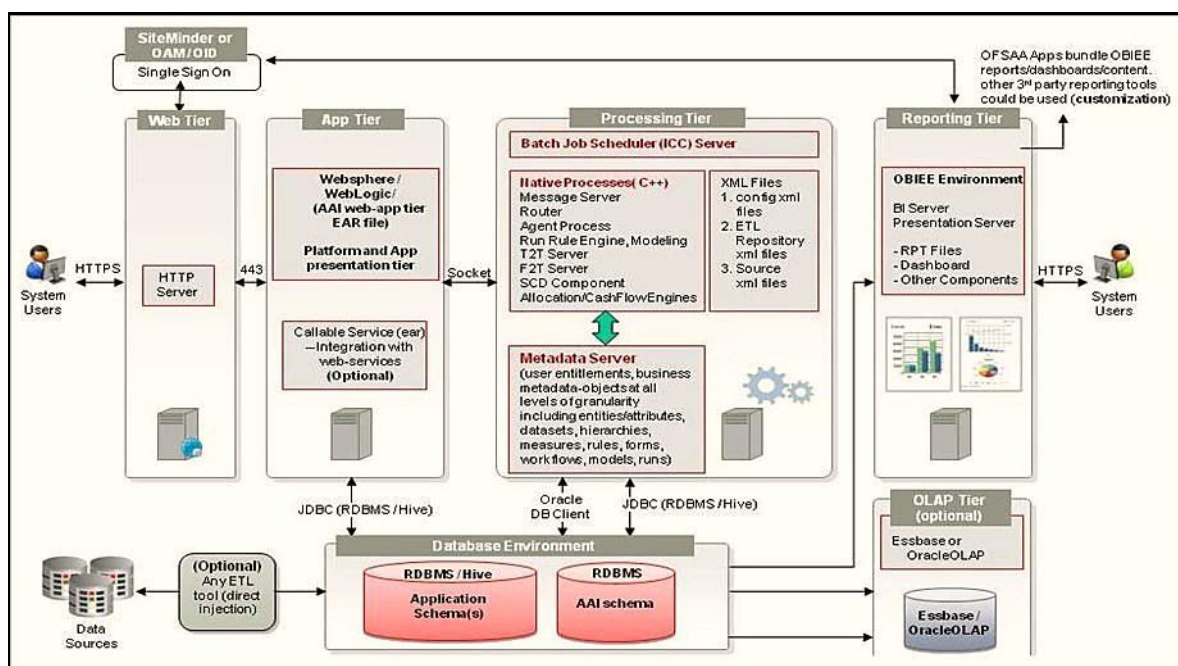 SiteMinder or
OAM/OID
Single Sign On
OFSAA Apps bundle OBIEE
reports/dashboards/content.
other 3rd party reporting tools
could be used (customization)
Web Tier
App Tier
Processing Tier
Reporting Tier
HTTP
Server
Websphere /
WebLogic/
(AAI web-app tier
EAR file)
Platform and App
presentation tier
Callable Service (ear)
–Integration with
web-services
(Optional)
Batch Job Scheduler (ICC) Server
Native Processes( C++)
Message Server
Router
Agent Process
Run Rule Engine, Modeling
T2T Server
F2T Server
SCD Component
Allocation/CashFlowEngines
XML Files
1. config xml
files
2. ETL
Repository
xml files
3. Source
xml files
Metadata Server
(user entitlements, business
metadata-objects at all
levels of granularity
including entities/attributes,
datasets, hierarchies,
measures, rules, forms,
workflows, models, runs)
OBIEE Environment
BI Server
Presentation Server
- RPT Files
- Dashboard
- Other Components
System
Users
HTTPS
443
Socket
HTTPS
System
Users
JDBC (RDBMS / Hive)
Oracle
DB Client
JDBC (RDBMS / Hive)
OLAP Tier
(optional)
Essbase or
OracleOLAP
Essbase /
OracleOLAP
Database Environment
RDBMS / Hive
Application
Schema(s)
RDBMS
AAI schema
(Optional)
Any ETL
tool (direct
injection)
Data
Sources